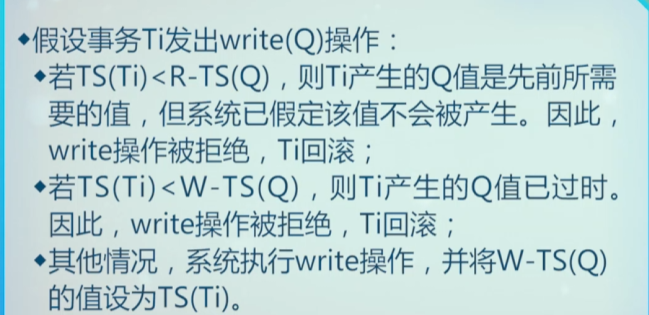 ◆假设事务Ti发出write(Q)操作：
◆若TS(Ti)<R-TS(Q)，则Ti产生的Q值是先前所需
要的值，但系统已假定该值不会被产生。因此，
write操作被拒绝，Ti回滚；
◆若TS(Ti)<W-TS(Q)，则Ti产生的Q值已过时。
因此，write操作被拒绝，Ti回滚；
◆其他情况，系统执行write操作，并将W-TS(Q)
的值设为TS(Ti)。